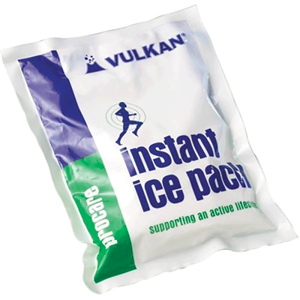 VULKAN
instant
ice pack
supporting an active
procare